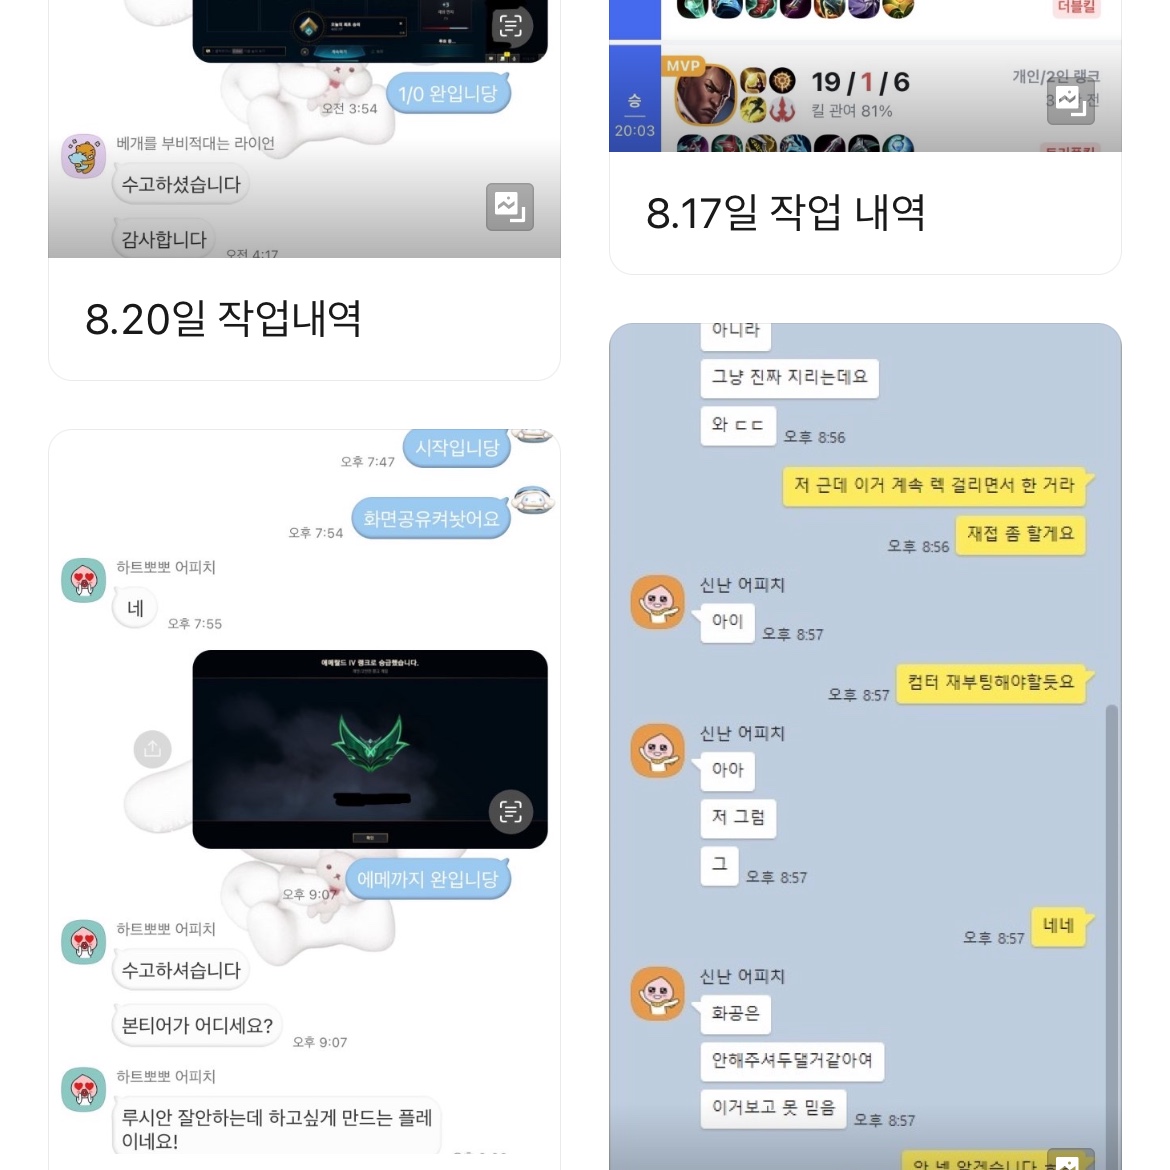 1/0 완입니당
오전 3:54
베개를 부비적대는 라이언
수고하셨습니다
감사합니다
오전 4:17
8.20일 작업내역
시작입니당
오후 7:47
화면공유켜놧어요
오후 7:54
하트뽀뽀 어피치
네
오후 7:55
에메랄드 IV 랭크로 승급했습니다.
확인
에메까지 완입니당
오후 9:07
하트뽀뽀 어피치
수고하셔습니다
본티어가 어디세요?
오후 9:07
하트뽀뽀 어피치
루시안 잘안하는데 하고싶게 만드는 플레
이네요!
더블킬
MVP
승
20:03
19 / 1 / 6
킬 관여 81%
개인/2인 랭크
8.17일 작업 내역
아니라
그냥 진짜 지리는데요
와 ㄷㄷ
오후 8:56
저 근데 이거 계속 렉 걸리면서 한 거라
재접 좀 할게요
오후 8:56
신난 어피치
아이
오후 8:57
컴터 재부팅해야할듯요
오후 8:57
신난 어피치
아아
저 그럼
그
오후 8:57
네네
오후 8:57
신난 어피치
화공은
안해주셔두댈거같아여
이거보고 못 믿음
오후 8:57
알겠습니다